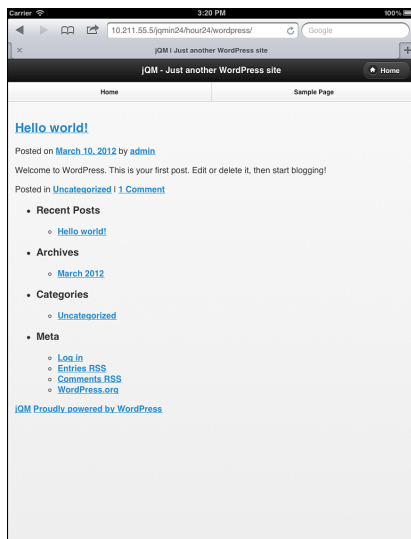 Carrier 3:20 PM 100%
10.211.55.5/jqmin24/hour24/wordpress/ Google
jQM | Just another WordPress site
jQM - Just another WordPress site Home
Home Sample Page
Hello world!
Posted on March 10, 2012 by admin
Welcome to WordPress. This is your first post. Edit or delete it, then start blogging!
Posted in Uncategorized | 1 Comment
Recent Posts
Hello world!
Archives
March 2012
Categories
Uncategorized
Meta
Log in
Entries RSS
Comments RSS
WordPress.org
jQM Proudly powered by WordPress